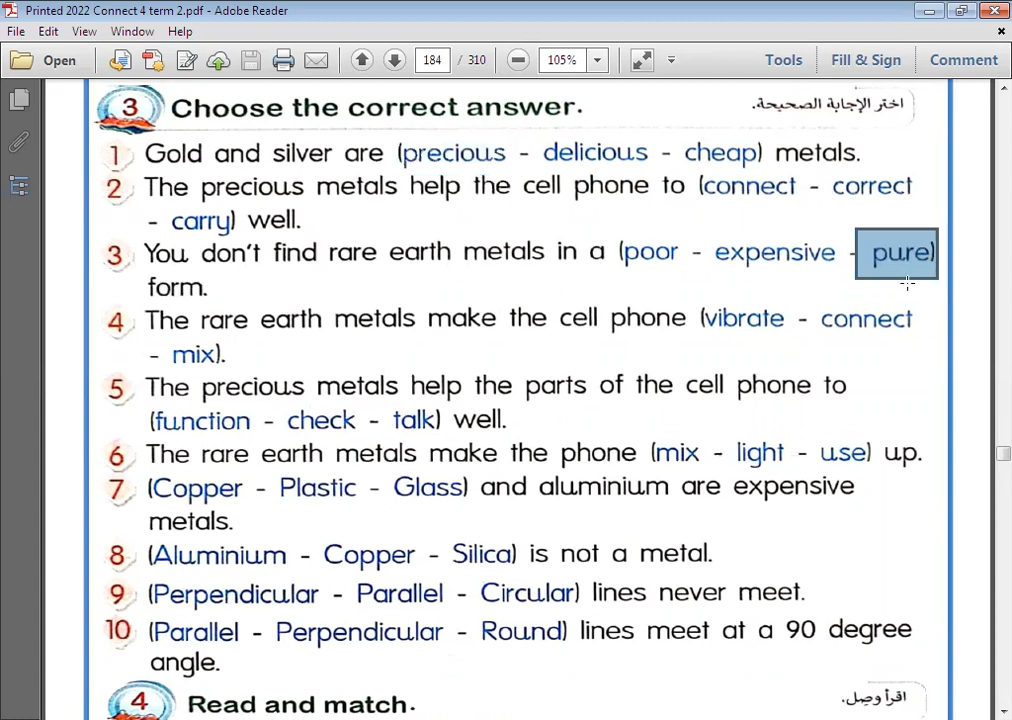 Printed 2022 Connect 4 term 2.pdf - Adobe Reader
File Edit View Window Help
Open 184 / 310 105% Tools Fill & Sign Comment
3 Choose the correct answer. اختر الإجابة الصحيحة.
1 Gold and silver are (precious - delicious - cheap) metals.
2 The precious metals help the cell phone to (connect - correct
- carry) well.
3 You don't find rare earth metals in a (poor - expensive - pure)
form.
4 The rare earth metals make the cell phone (vibrate - connect
- mix).
5 The precious metals help the parts of the cell phone to
(function - check - talk) well.
6 The rare earth metals make the phone (mix - light - use) up.
7 (Copper - Plastic - Glass) and aluminium are expensive
metals.
8 (Aluminium - Copper - Silica) is not a metal.
9 (Perpendicular - Parallel - Circular) lines never meet.
10 (Parallel - Perpendicular - Round) lines meet at a 90 degree
angle.
4 Read and match. اقرأ وصل.